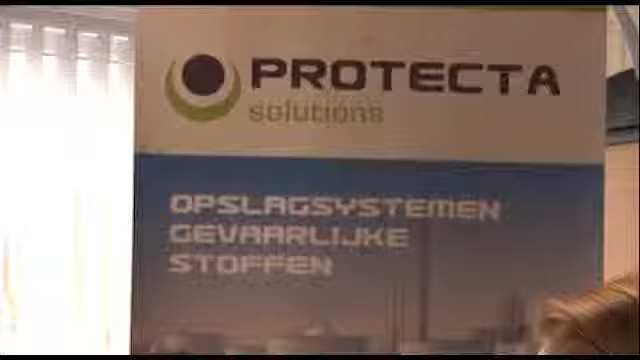 PROTECTA
solutions
OPSLAGSYSTEMEN
GEVAARLIJKE
STOFFEN